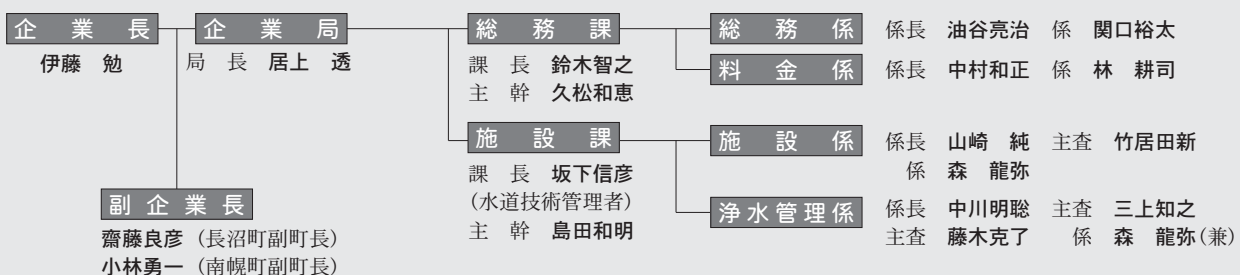 企業長
伊藤 勉
副企業長
齋藤良彦（長沼町副町長）
小林勇一（南幌町副町長）
企業局
局 長 居上 透
総務課
課 長 鈴木智之
主 幹 久松和恵
総務係 係長 油谷亮治 係 関口裕太
料金係 係長 中村和正 係 林 耕司
施設課
課 長 坂下信彦
(水道技術管理者)
主 幹 島田和明
施設係 係長 山崎 純 主査 竹居田新
係 森 龍弥
浄水管理係 係長 中川明聡 主査 三上知之
主査 藤木克了 係 森 龍弥(兼)